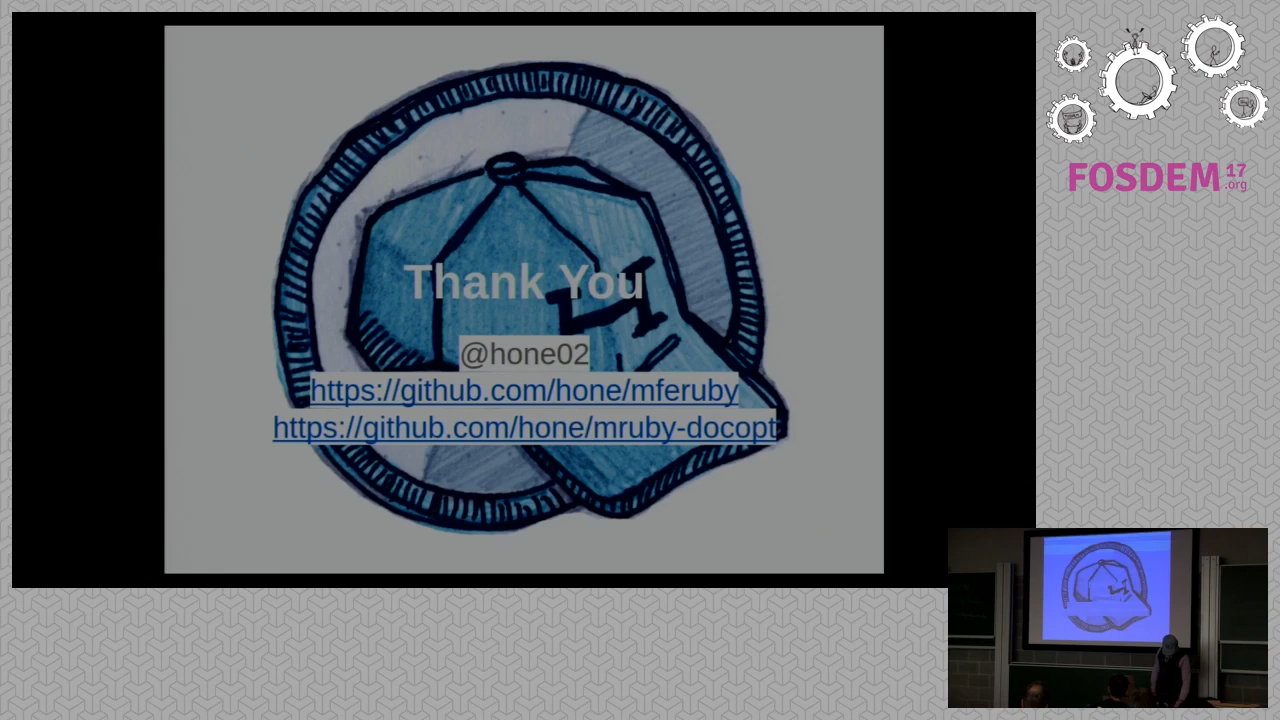 Thank You
@hone02
https://github.com/hone/mferuby
https://github.com/hone/mruby-docopt
FOSDEM 17
.org